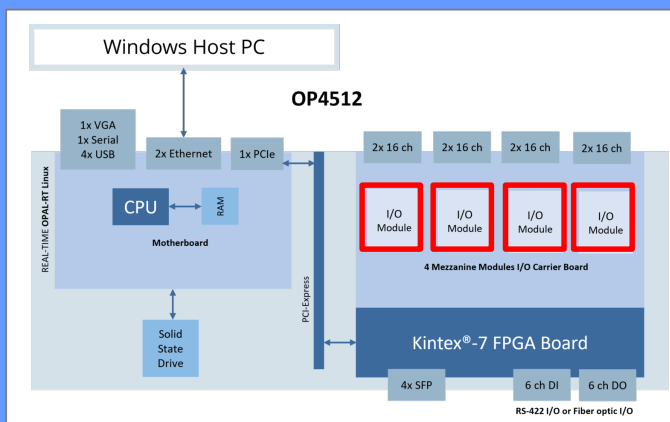 Windows Host PC
OP4512
1x VGA
1x Serial
4x USB
2x Ethernet
1x PCIe
2x 16 ch
2x 16 ch
2x 16 ch
2x 16 ch
REAL-TIME OPAL-RT Linux
CPU
RAM
Motherboard
I/O
Module
I/O
Module
I/O
Module
I/O
Module
4 Mezzanine Modules I/O Carrier Board
PCI-Express
Solid
State
Drive
Kintex®-7 FPGA Board
4x SFP
6 ch DI
6 ch DO
RS-422 I/O or Fiber optic I/O